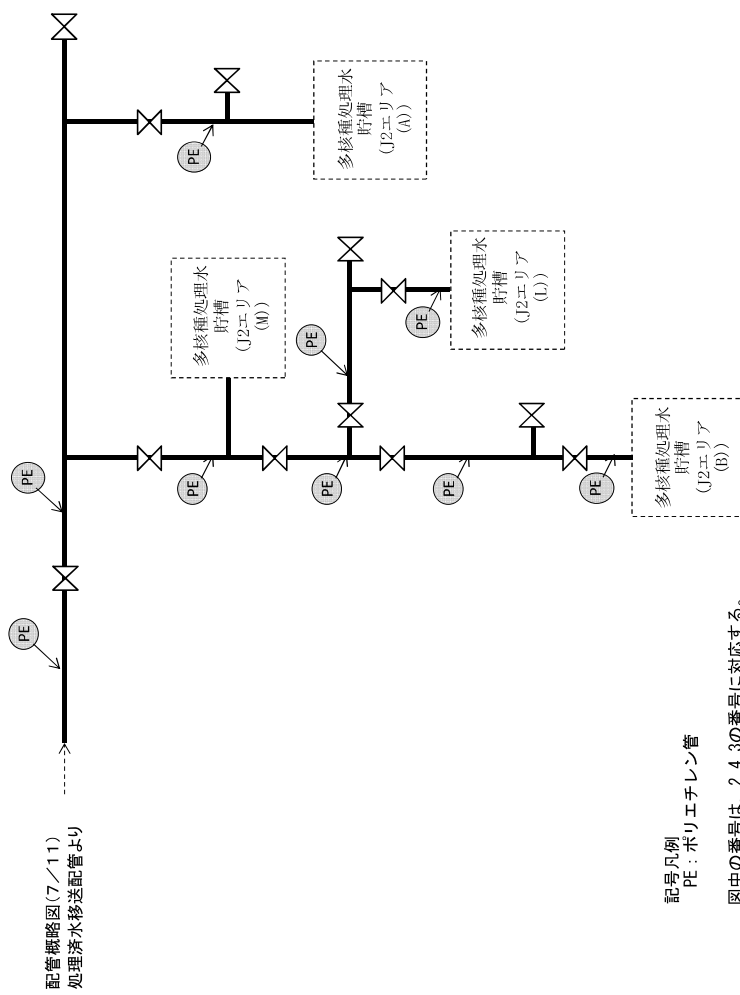 配管概略図(7／11)
処理済水移送配管より
PE
PE
PE
PE
PE
PE
PE
PE
PE
多核種処理水
貯槽
(J2エリア
(M))
多核種処理水
貯槽
(J2エリア
(A))
多核種処理水
貯槽
(J2エリア
(L))
多核種処理水
貯槽
(J2エリア
(B))
記号凡例
PE：ポリエチレン管
図中の番号は、2.4.3の番号に対応する。